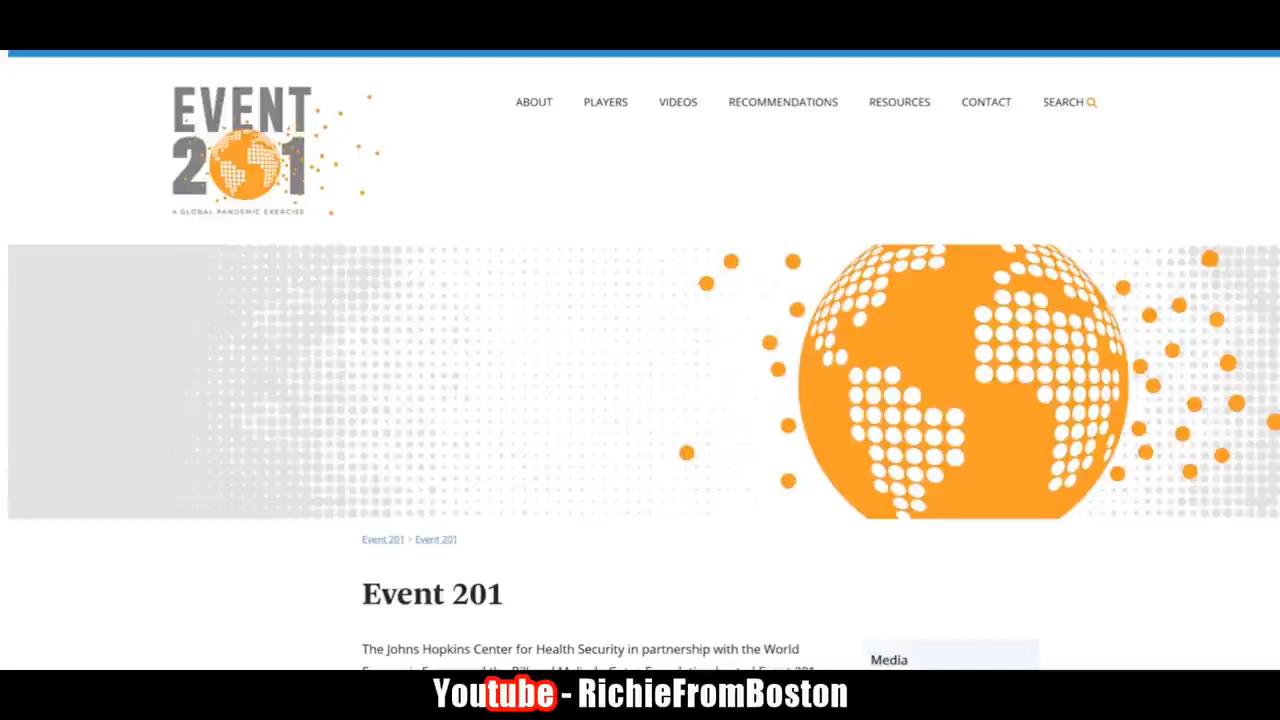 EVENT
201
A GLOBAL PANDEMIC EXERCISE
ABOUT PLAYERS VIDEOS RECOMMENDATIONS RESOURCES CONTACT SEARCH
Event 201 > Event 201
Event 201
The Johns Hopkins Center for Health Security in partnership with the World
Media
Youtube - RichieFromBoston